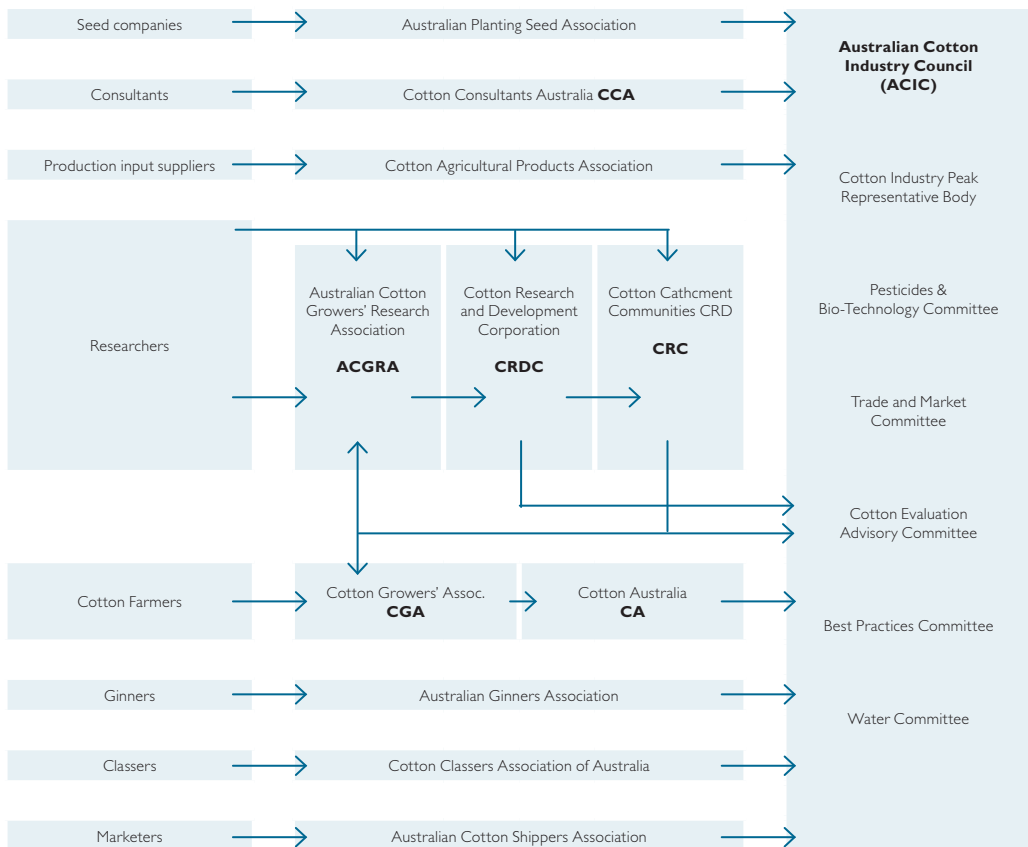 Seed companies
Australian Planting Seed Association
Australian Cotton
Industry Council
(ACIC)
Consultants
Cotton Consultants Australia CCA
Production input suppliers
Cotton Agricultural Products Association
Cotton Industry Peak
Representative Body
Researchers
Australian Cotton
Growers’ Research
Association
ACGRA
Cotton Research
and Development
Corporation
CRDC
Cotton Cathcment
Communities CRD
CRC
Pesticides &
Bio-Technology Committee
Trade and Market
Committee
Cotton Evaluation
Advisory Committee
Cotton Farmers
Cotton Growers’ Assoc.
CGA
Cotton Australia
CA
Best Practices Committee
Ginners
Australian Ginners Association
Water Committee
Classers
Cotton Classers Association of Australia
Marketers
Australian Cotton Shippers Association